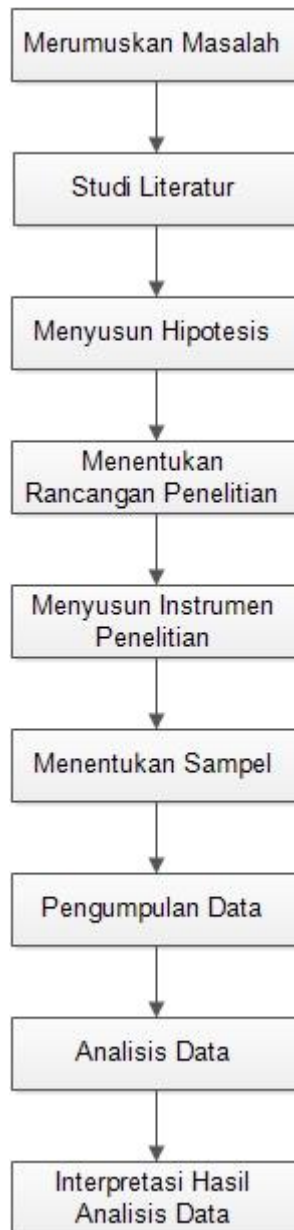 Merumuskan Masalah
Studi Literatur
Menyusun Hipotesis
Menentukan
Rancangan Penelitian
Menyusun Instrumen
Penelitian
Menentukan Sampel
Pengumpulan Data
Analisis Data
Interpretasi Hasil
Analisis Data